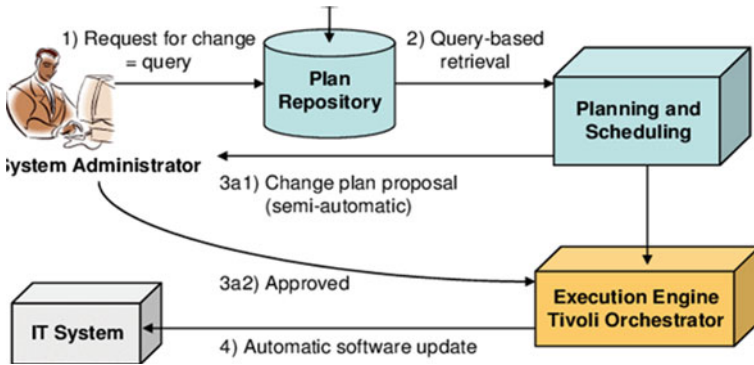 1) Request for change
= query
Plan
Repository
2) Query-based
retrieval
Planning and
Scheduling
System Administrator
3a1) Change plan proposal
(semi-automatic)
3a2) Approved
Execution Engine
Tivoli Orchestrator
IT System
4) Automatic software update